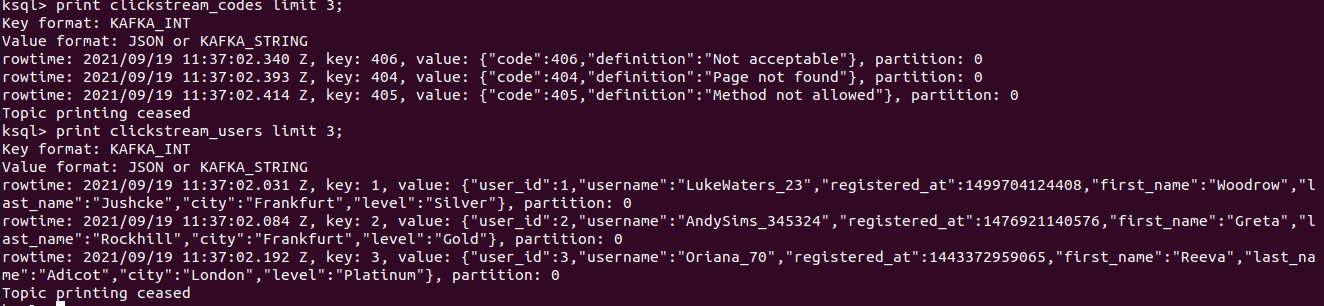 ksql> print clickstream_codes limit 3;
Key format: KAFKA_INT
Value format: JSON or KAFKA_STRING
rowtime: 2021/09/19 11:37:02.340 Z, key: 406, value: {"code":406,"definition":"Not acceptable"}, partition: 0
rowtime: 2021/09/19 11:37:02.393 Z, key: 404, value: {"code":404,"definition":"Page not found"}, partition: 0
rowtime: 2021/09/19 11:37:02.414 Z, key: 405, value: {"code":405,"definition":"Method not allowed"}, partition: 0
Topic printing ceased
ksql> print clickstream_users limit 3;
Key format: KAFKA_INT
Value format: JSON or KAFKA_STRING
rowtime: 2021/09/19 11:37:02.031 Z, key: 1, value: {"user_id":1,"username":"LukeWaters_23","registered_at":1499704124408,"first_name":"Woodrow","l
ast_name":"Jushcke","city":"Frankfurt","level":"Silver"}, partition: 0
rowtime: 2021/09/19 11:37:02.084 Z, key: 2, value: {"user_id":2,"username":"AndySims_345324","registered_at":1476921140576,"first_name":"Greta","l
ast_name":"Rockhill","city":"Frankfurt","level":"Gold"}, partition: 0
rowtime: 2021/09/19 11:37:02.192 Z, key: 3, value: {"user_id":3,"username":"Oriana_70","registered_at":1443372959065,"first_name":"Reeva","last_na
me":"Adicot","city":"London","level":"Platinum"}, partition: 0
Topic printing ceased